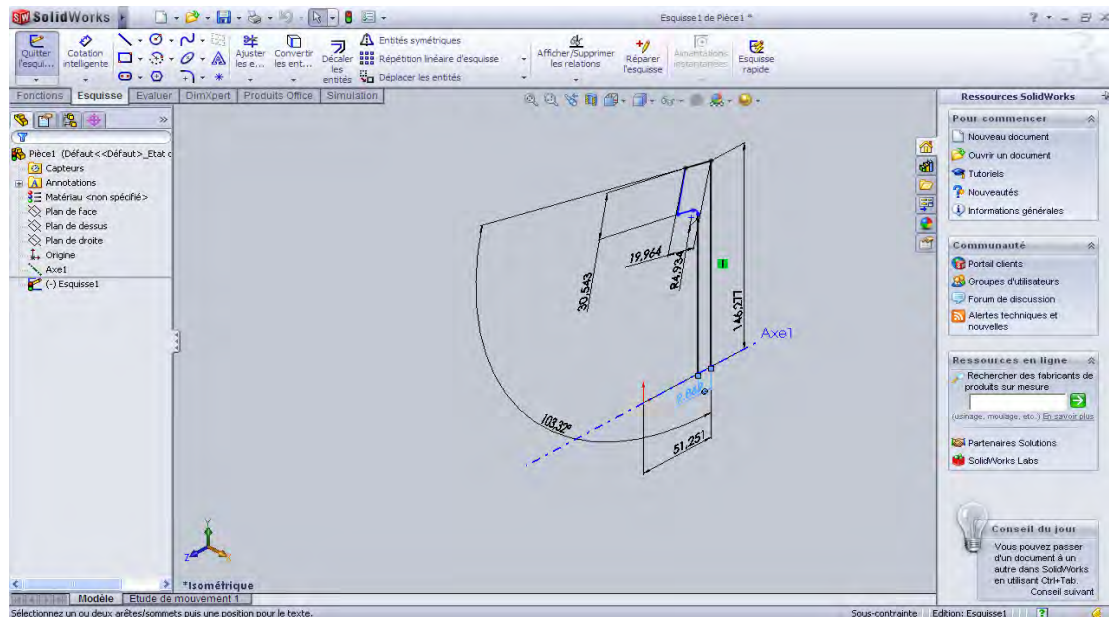 SolidWorks
Esquisse1 de Pièce1 *
Quitter l'esqui...
Cotation intelligente
Ajuster les e...
Convertir les ent...
Décaler les entités
Entités symétriques
Répétition linéaire d'esquisse
Déplacer les entités
Afficher/Supprimer les relations
Réparer l'esquisse
Alimentations instantanées
Esquisse rapide
Fonctions
Esquisse
Evaluer
DimXpert
Produits Office
Simulation
Pièce1 (Défaut<<Défaut>_Etat c
Capteurs
Annotations
Matériau <non spécifié>
Plan de face
Plan de dessus
Plan de droite
Origine
Axe1
(-) Esquisse1
30,543
19,964
R4,934
146,277
Axe1
103,32°
51,251
Y
Z
*Isométrique
Ressources SolidWorks
Pour commencer
Nouveau document
Ouvrir un document
Tutoriels
Nouveautés
Informations générales
Communauté
Portail clients
Groupes d'utilisateurs
Forum de discussion
Alertes techniques et
nouvelles
Ressources en ligne
Rechercher des fabricants de
produits sur mesure
(usinage, moulage, etc.) En savoir plus
Partenaires Solutions
SolidWorks Labs
Conseil du jour
Vous pouvez passer
d'un document à un
autre dans SolidWorks
en utilisant Ctrl+Tab.
Conseil suivant
Modèle
Etude de mouvement 1
Sélectionnez un ou deux arêtes/sommets puis une position pour le texte.
Sous-contrainte
Edition: Esquisse1